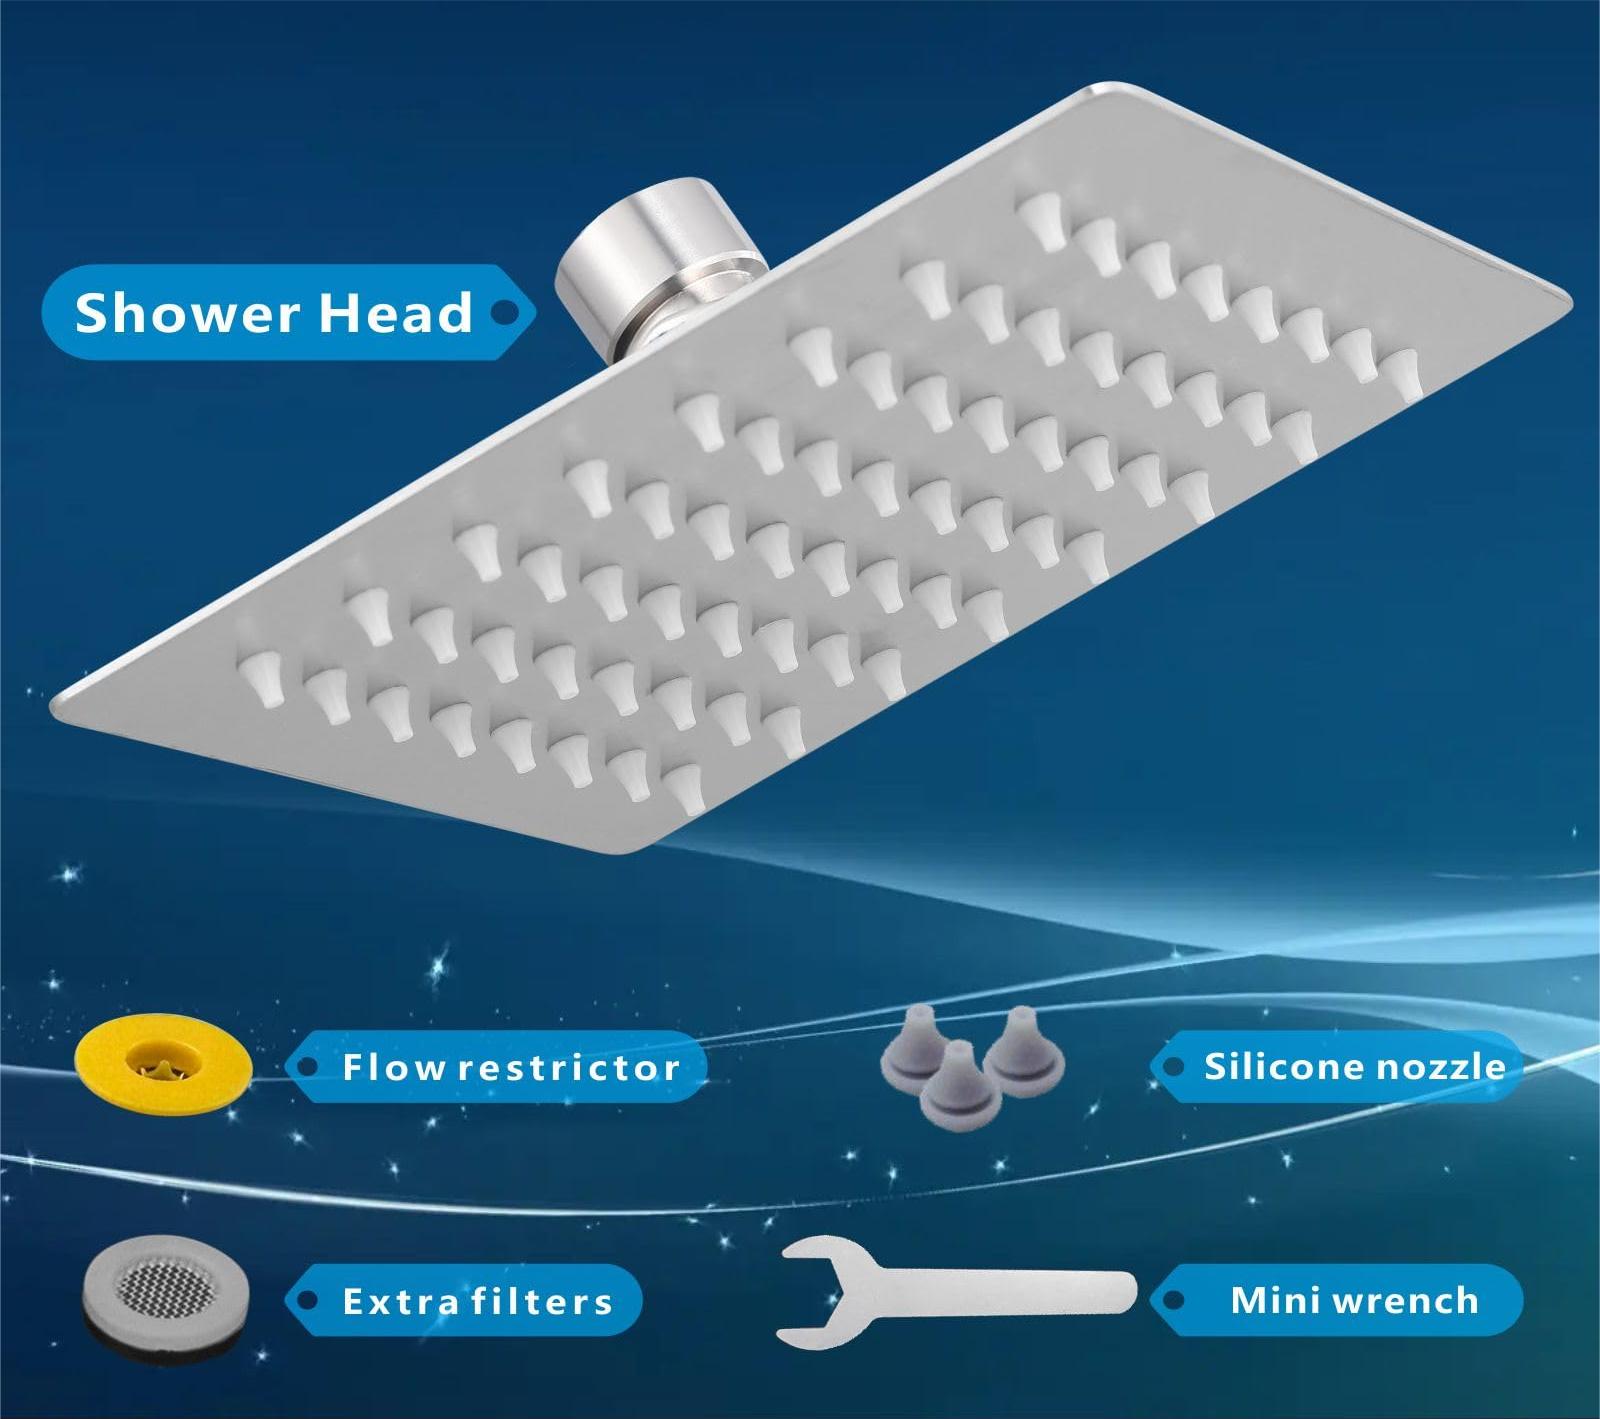 Shower Head
Flow restrictor
Silicone nozzle
Extra filters
Mini wrench